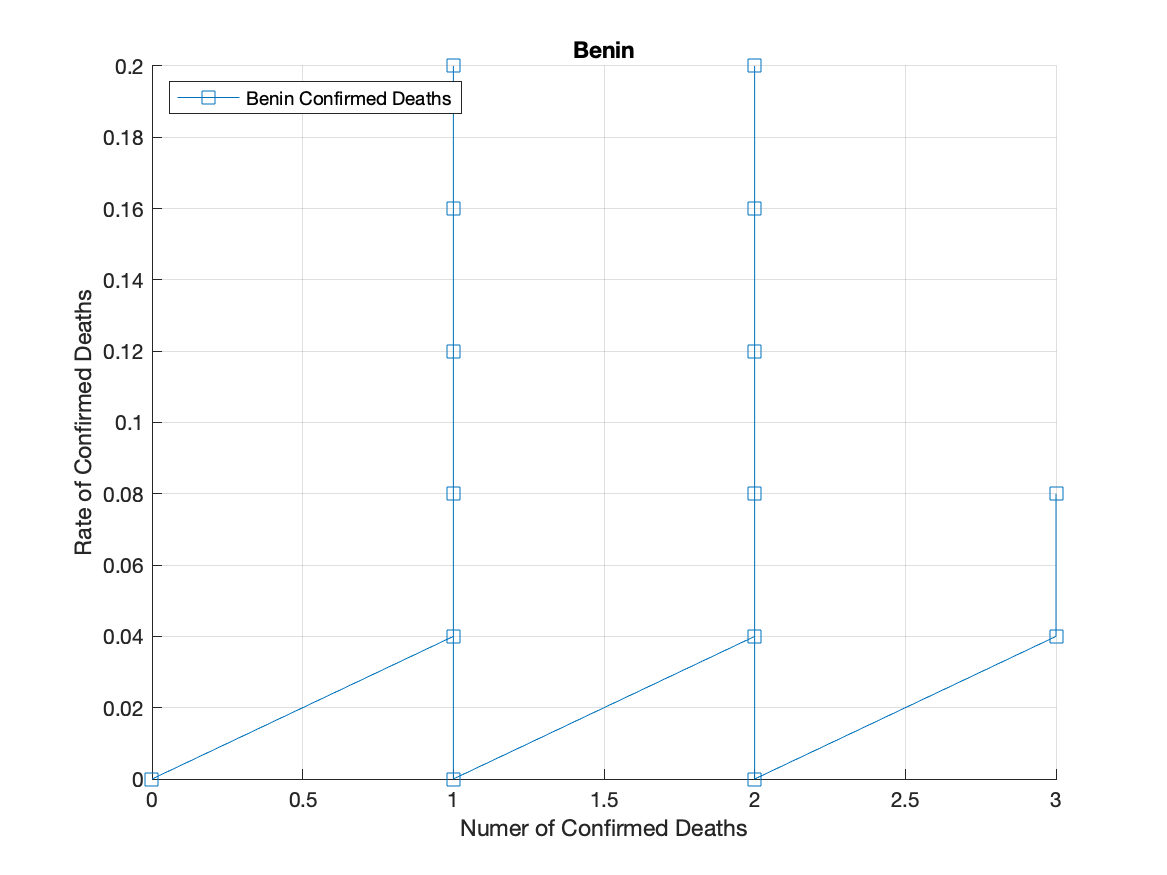 Benin
Benin Confirmed Deaths
Rate of Confirmed Deaths
0.2
0.18
0.16
0.14
0.12
0.1
0.08
0.06
0.04
0.02
0
0 0.5 1 1.5 2 2.5 3
Numer of Confirmed Deaths